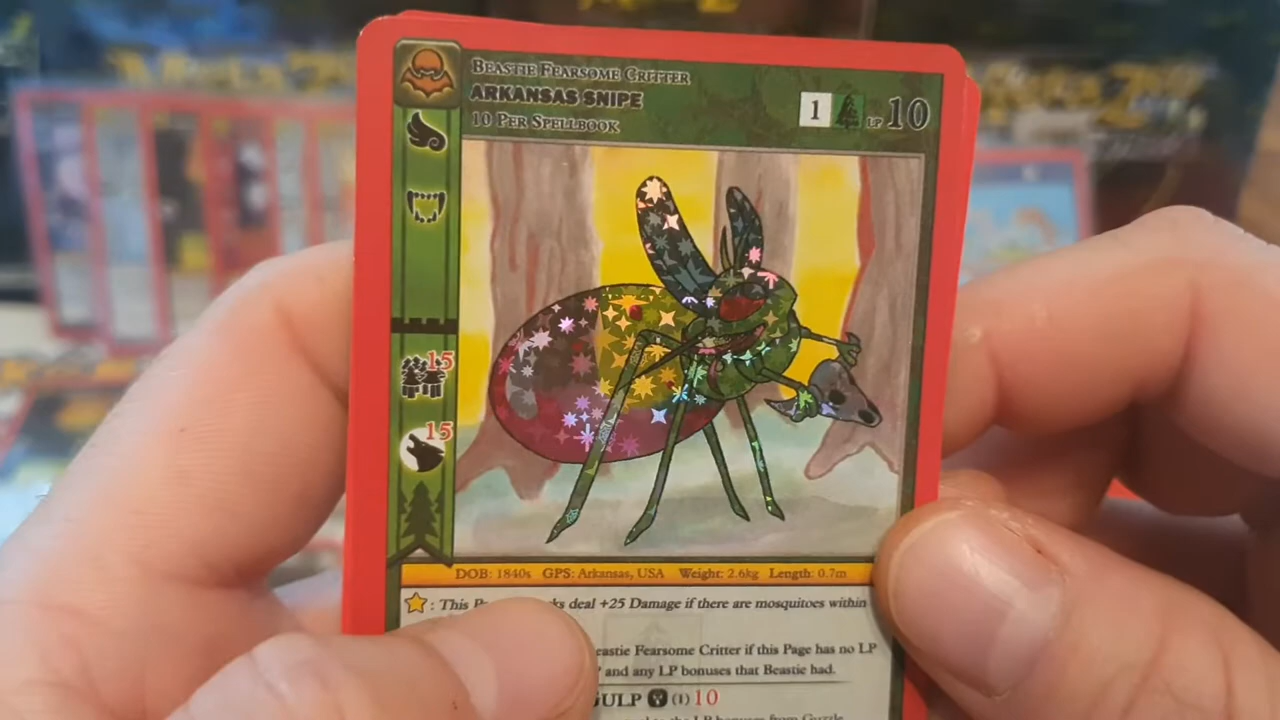 BEASTIE FEARSOME CRITTER
ARKANSAS SNIPE
10 PER SPELLBOOK
1 LP 10
15
15
DOB: 1840s GPS: Arkansas, USA Weight: 2.6kg Length: 0.7m
: This deal +25 Damage if there are mosquitoes within
eastie Fearsome Critter if this Page has no LP
and any LP bonuses that Beastie had.
GULP (1) 10